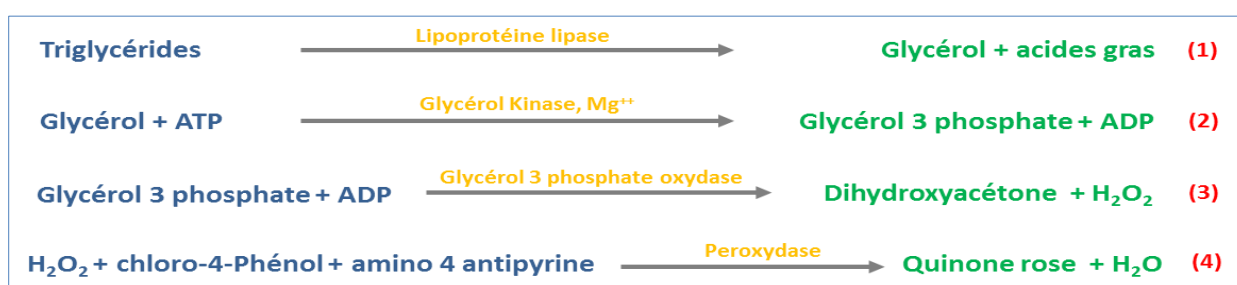 Triglycérides Lipoprotéine lipase Glycérol + acides gras (1)
Glycérol + ATP Glycérol Kinase, Mg⁺⁺ Glycérol 3 phosphate + ADP (2)
Glycérol 3 phosphate + ADP Glycérol 3 phosphate oxydase Dihydroxyacétone + H₂O₂ (3)
H₂O₂ + chloro-4-Phénol + amino 4 antipyrine Peroxydase Quinone rose + H₂O (4)